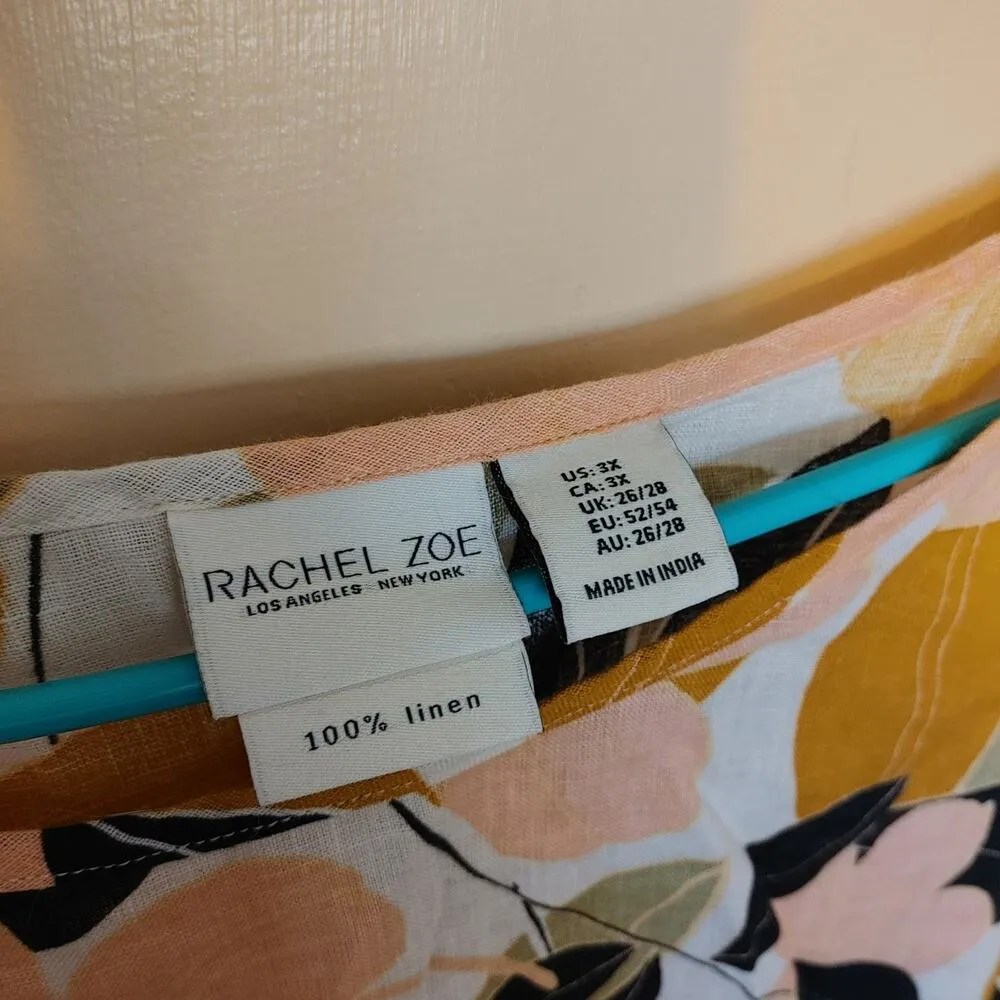 RACHEL ZOE
LOS ANGELES NEW YORK
100% linen
US: 3X
CA: 3X
UK: 26/28
EU: 52/54
AU: 26/28
MADE IN INDIA